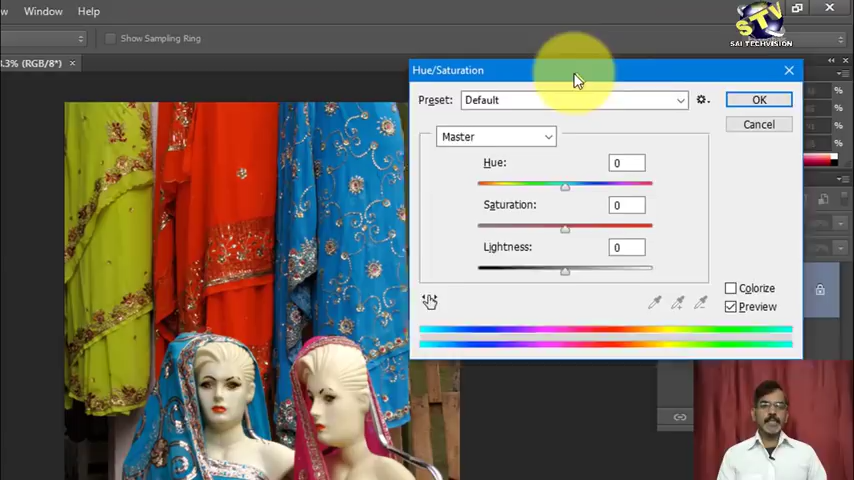 Window
Help
STV
SAI TECHVISION
Show Sampling Ring
.3% (RGB/8*)
Hue/Saturation
Preset: Default
OK
Master
Cancel
Hue: 0
Saturation: 0
Lightness: 0
Colorize
Preview
%
%
%